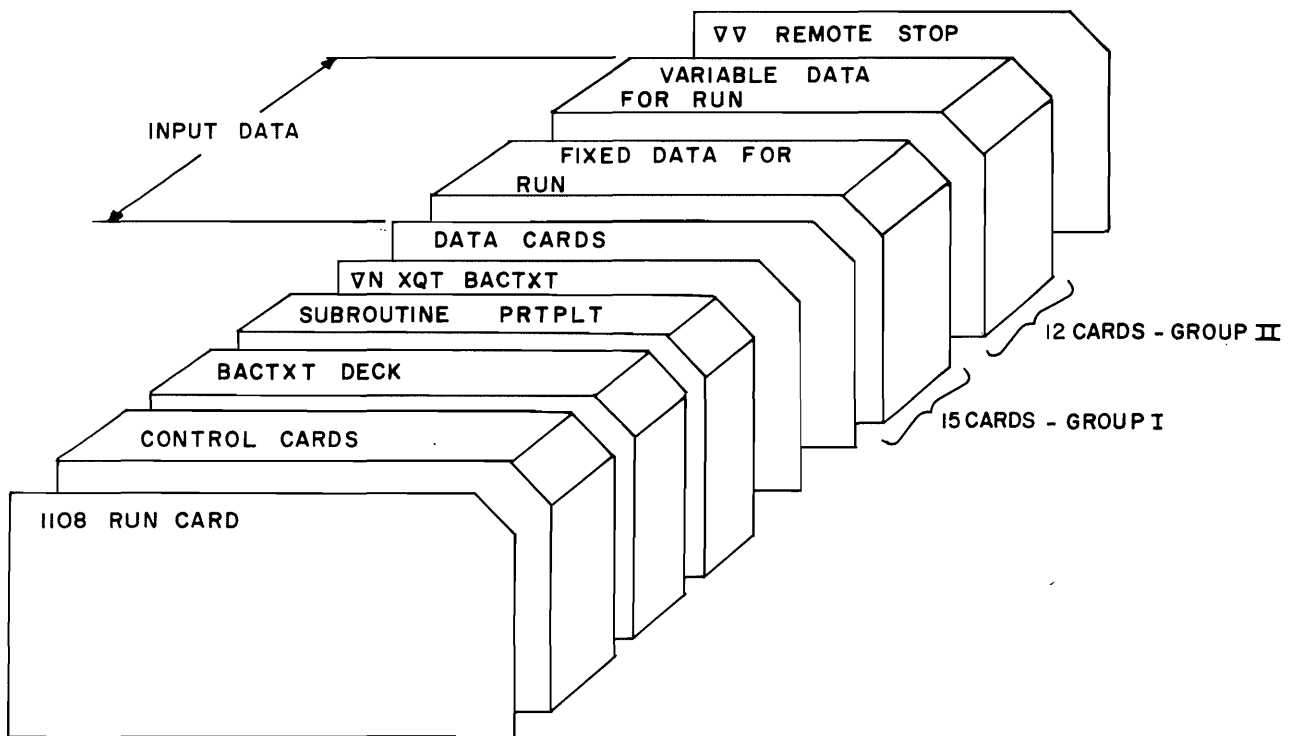 ∇∇ REMOTE STOP
VARIABLE DATA
FOR RUN
INPUT DATA
FIXED DATA FOR
RUN
DATA CARDS
∇N XQT BACTXT
SUBROUTINE PRTPLT
12 CARDS - GROUP II
BACTXT DECK
15 CARDS - GROUP I
CONTROL CARDS
1108 RUN CARD